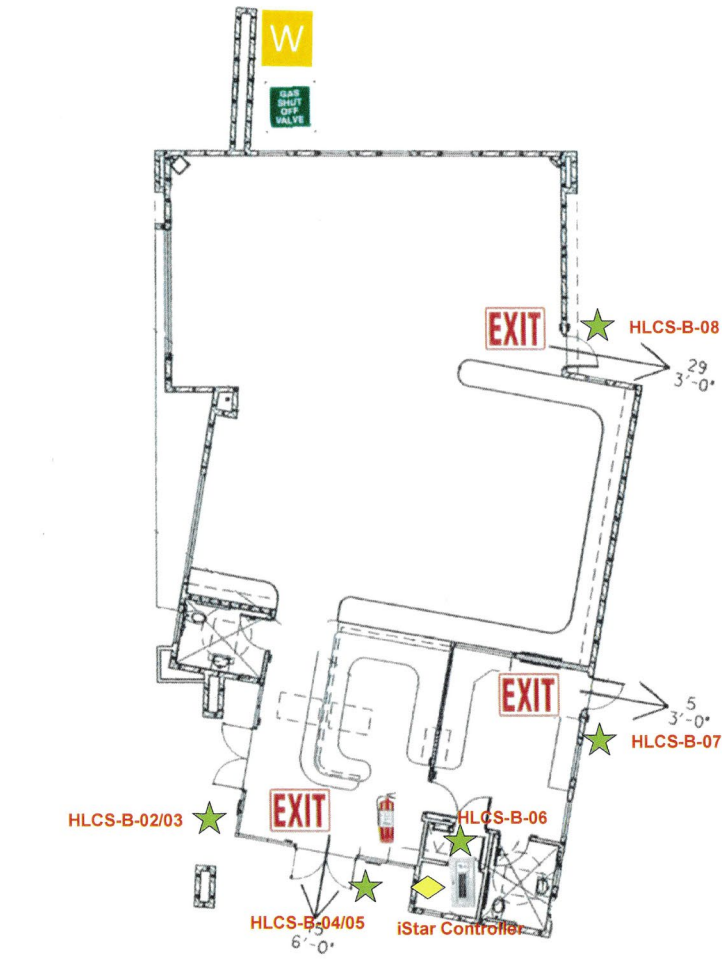 W
GAS
SHUT
OFF
VALVE
EXIT
HLCS-B-08
29
3'-0"
EXIT
5
3'-0"
HLCS-B-07
HLCS-B-02/03
EXIT
HLCS-B-06
HLCS-B-04/05
iStar Controller
6'-0"